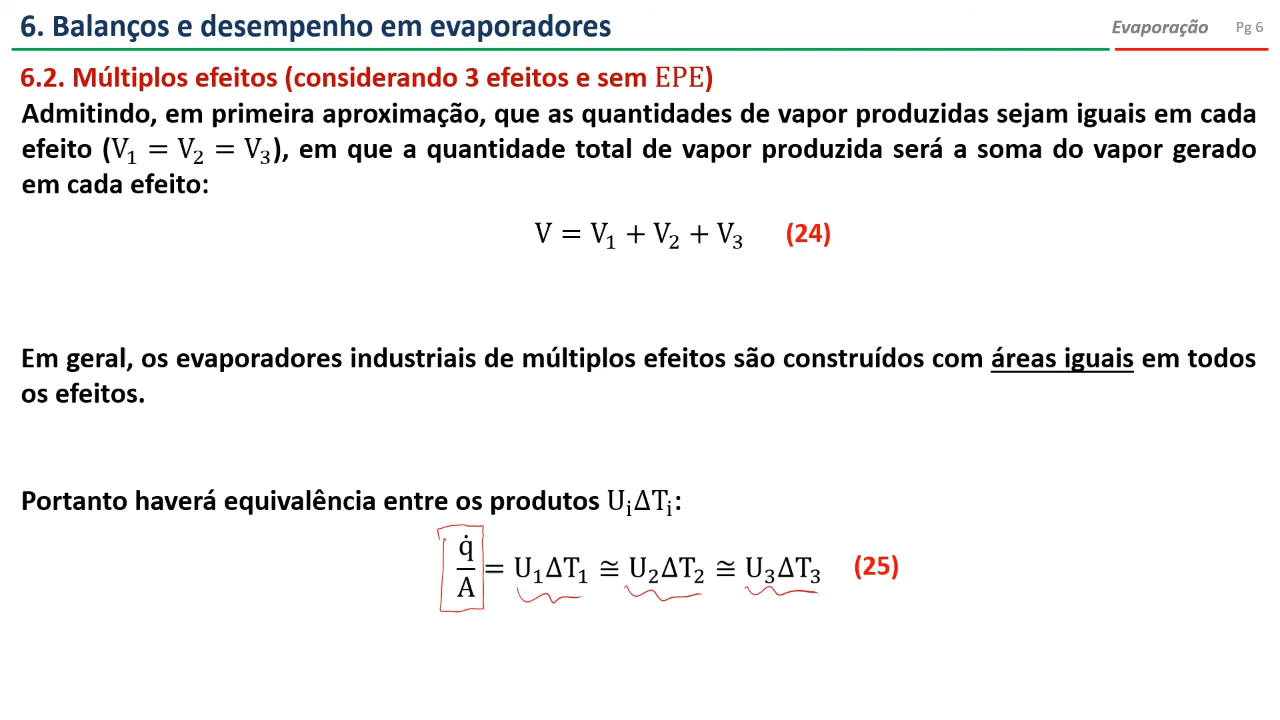 6. Balanços e desempenho em evaporadores
Evaporação Pg 6
6.2. Múltiplos efeitos (considerando 3 efeitos e sem EPE)
Admitindo, em primeira aproximação, que as quantidades de vapor produzidas sejam iguais em cada
efeito (V₁ = V₂ = V₃), em que a quantidade total de vapor produzida será a soma do vapor gerado
em cada efeito:
V = V₁ + V₂ + V₃ (24)
Em geral, os evaporadores industriais de múltiplos efeitos são construídos com áreas iguais em todos
os efeitos.
Portanto haverá equivalência entre os produtos UᵢΔTᵢ:
q̇/A = U₁ΔT₁ ≅ U₂ΔT₂ ≅ U₃ΔT₃ (25)